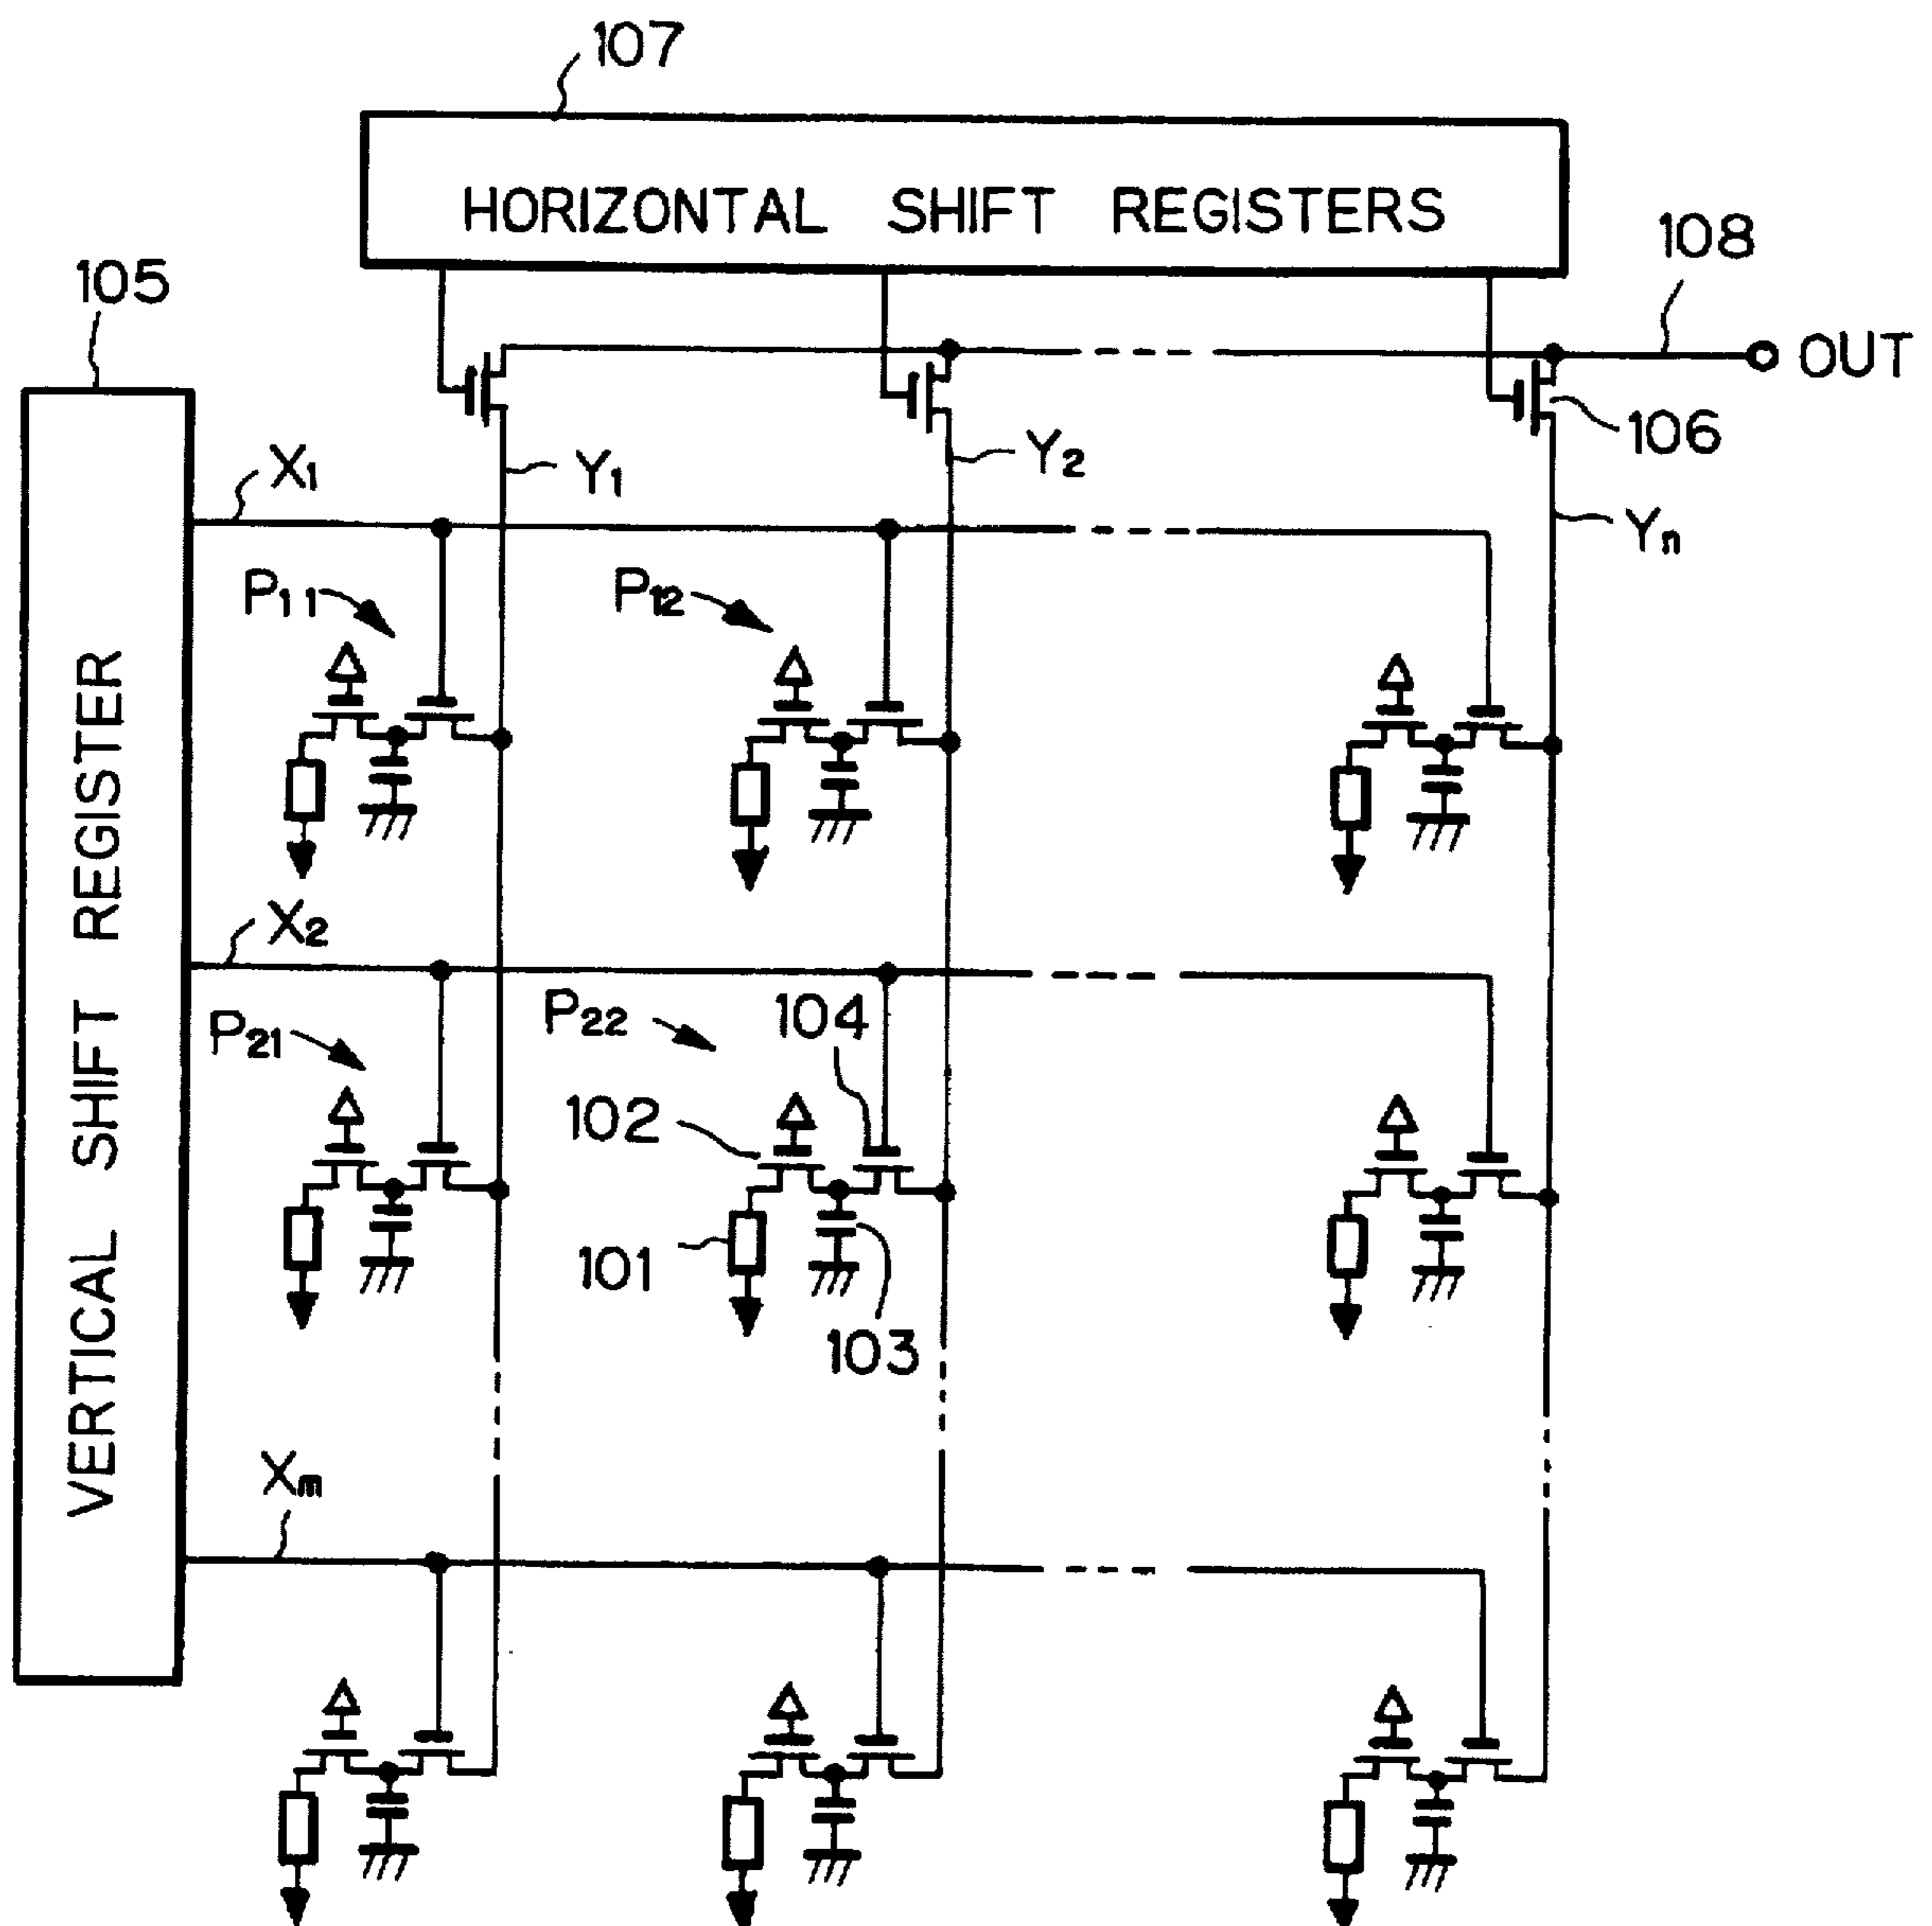 107
HORIZONTAL SHIFT REGISTERS
108
105
OUT
106
X1
Y1
Y2
Yn
P11
P12
VERTICAL SHIFT REGISTER
X2
P21
P22
104
102
101
103
Xm